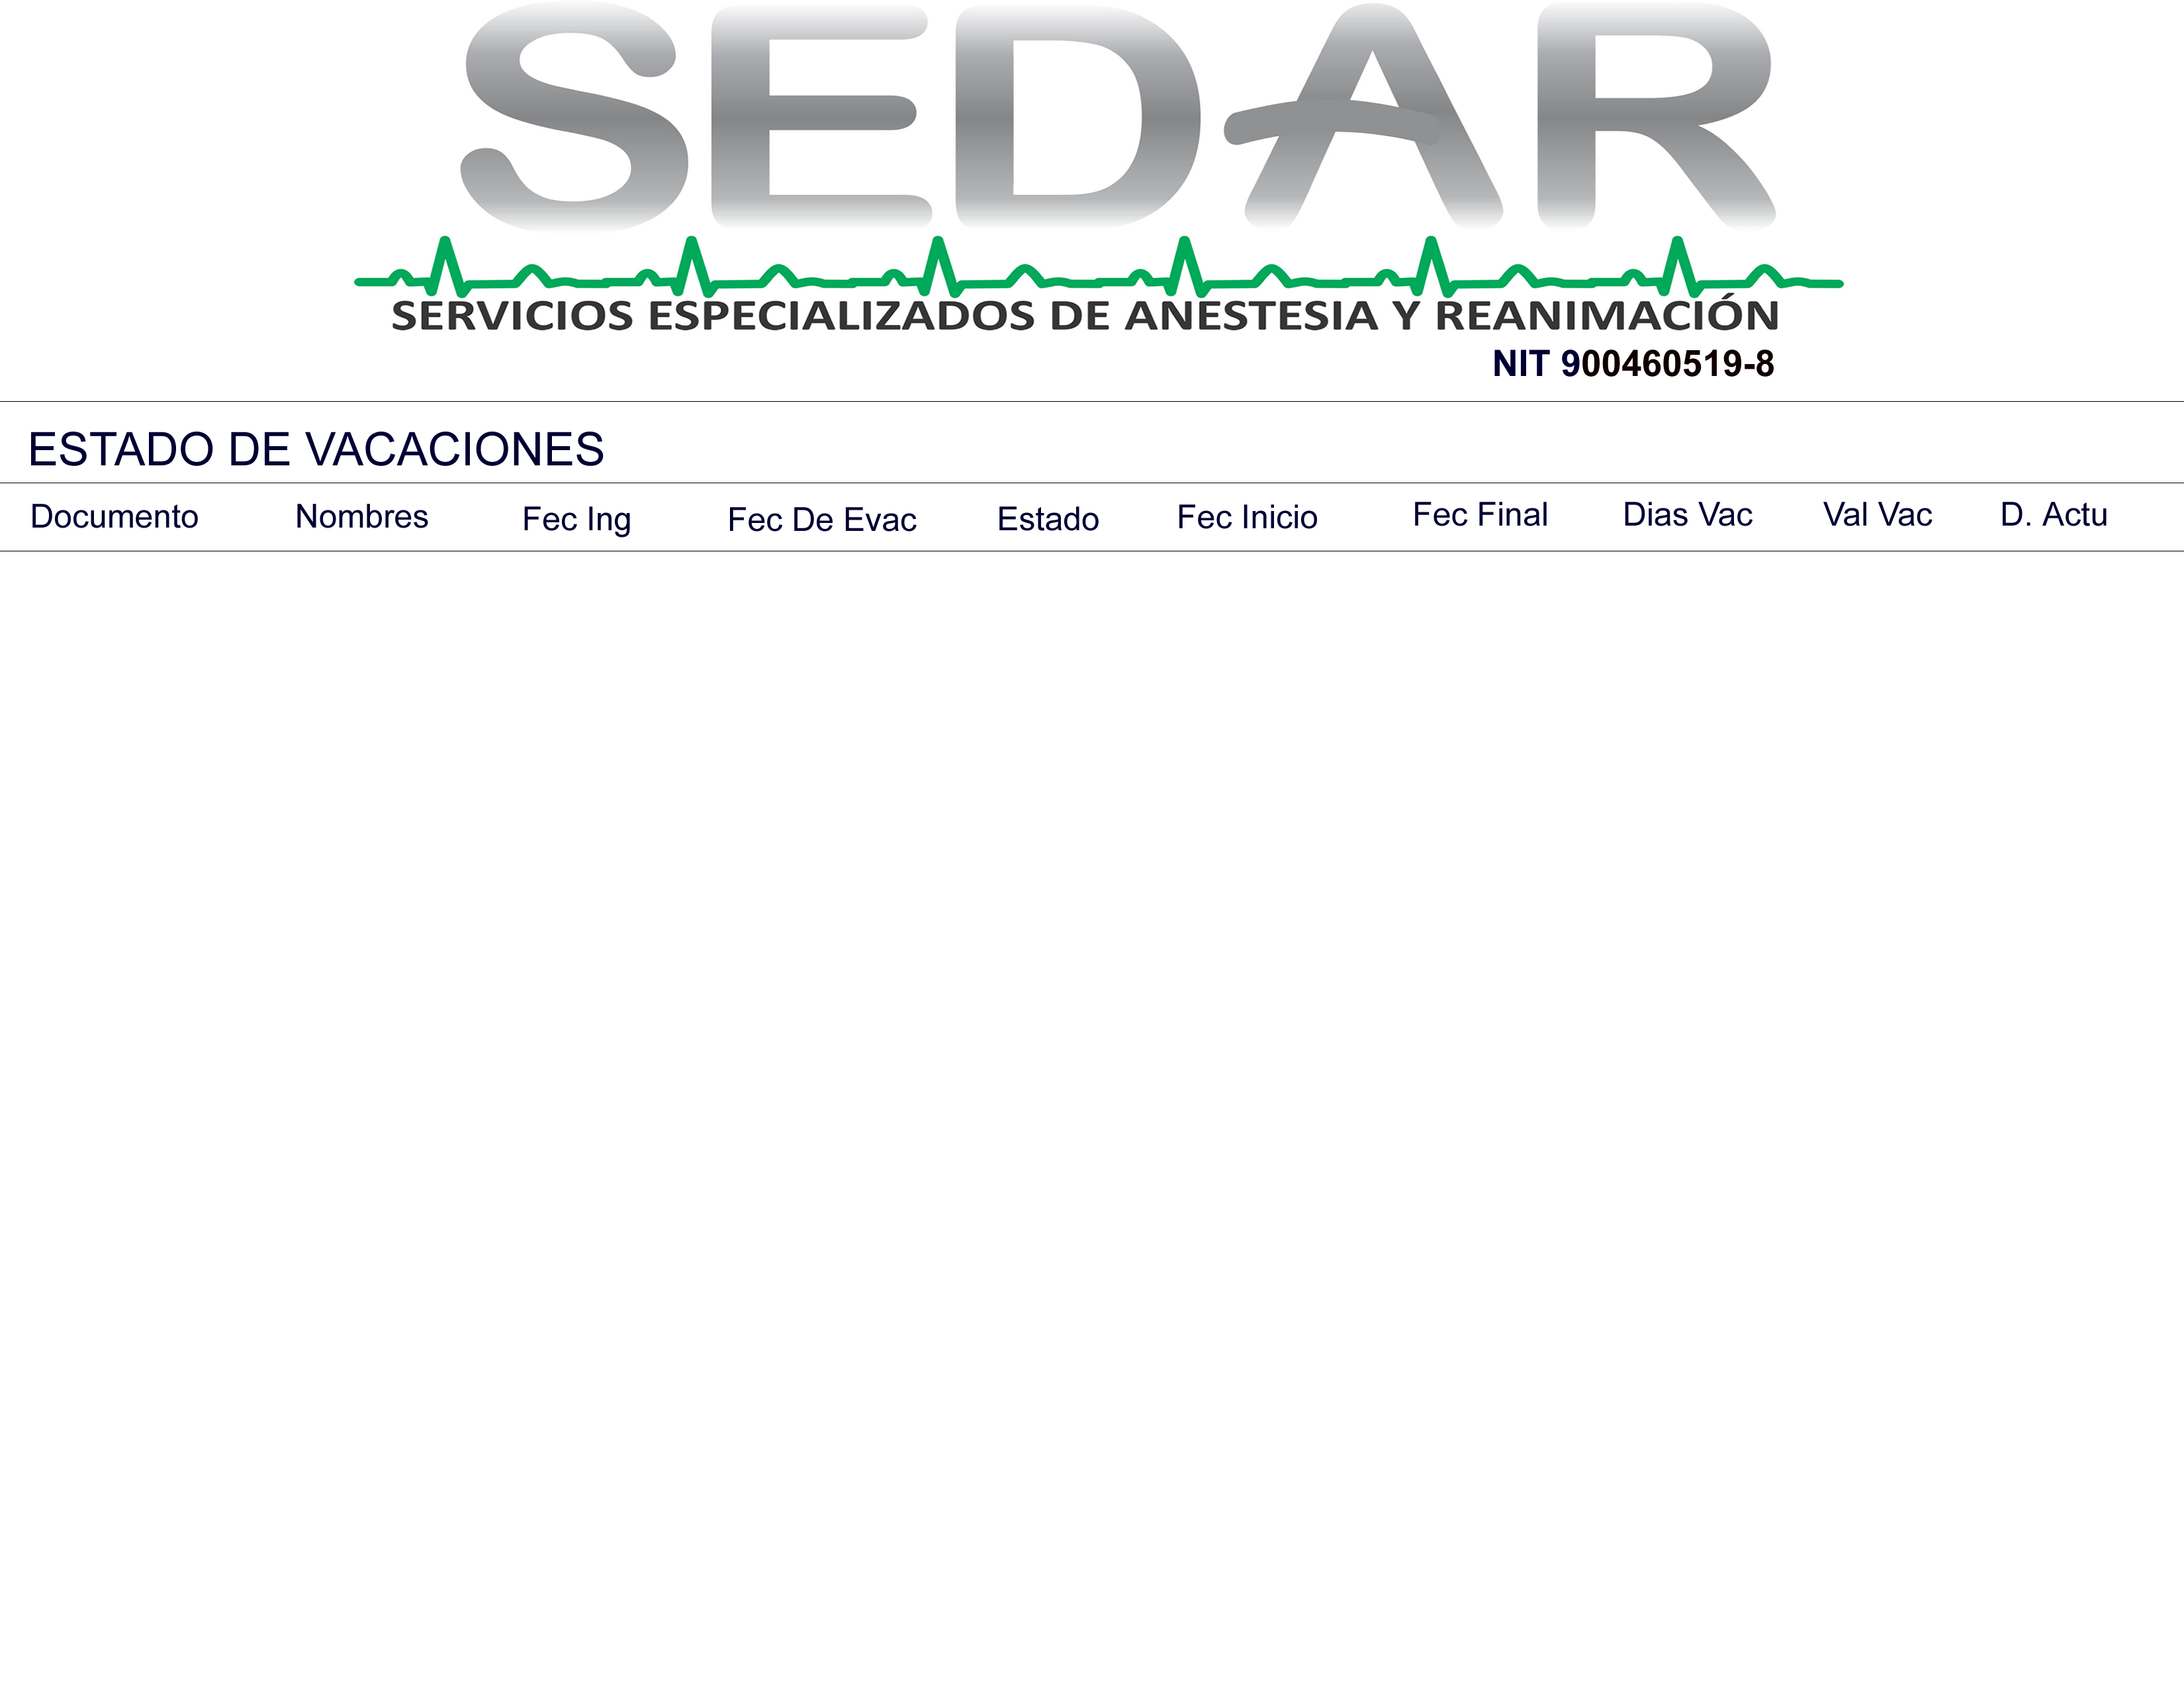 SEDAR
SERVICIOS ESPECIALIZADOS DE ANESTESIA Y REANIMACIÓN
NIT 900460519-8
ESTADO DE VACACIONES
Documento Nombres Fec Ing Fec De Evac Estado Fec Inicio Fec Final Dias Vac Val Vac D. Actu